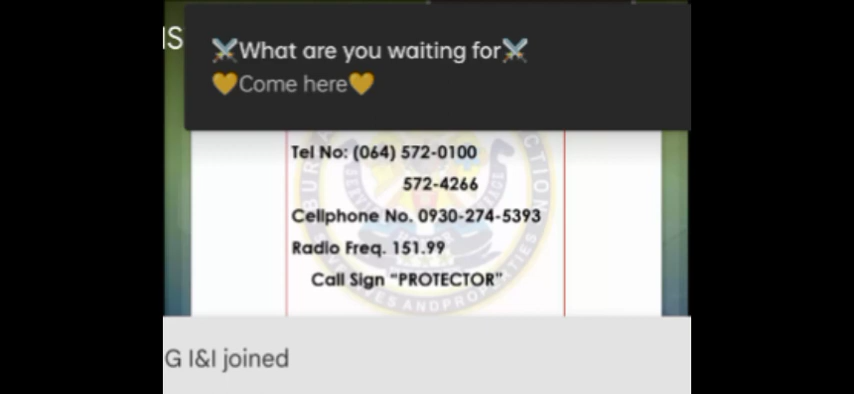 IS
⚔️What are you waiting for⚔️
💛Come here💛
Tel No: (064) 572-0100
572-4266
Cellphone No. 0930-274-5393
Radio Freq. 151.99
Call Sign “PROTECTOR”
G I&I joined